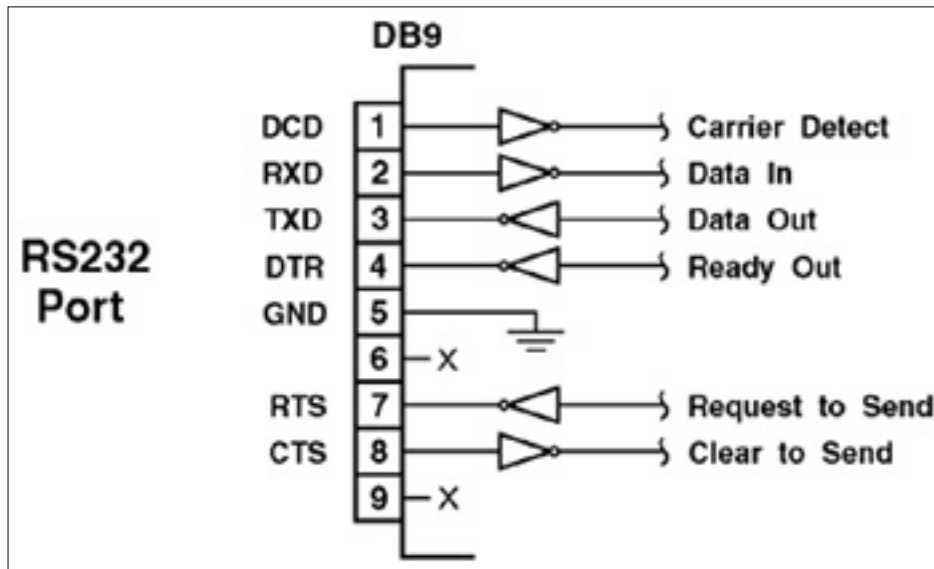 DB9
DCD 1 Carrier Detect
RXD 2 Data In
TXD 3 Data Out
RS232
Port
DTR 4 Ready Out
GND 5
6 X
RTS 7 Request to Send
CTS 8 Clear to Send
9 X